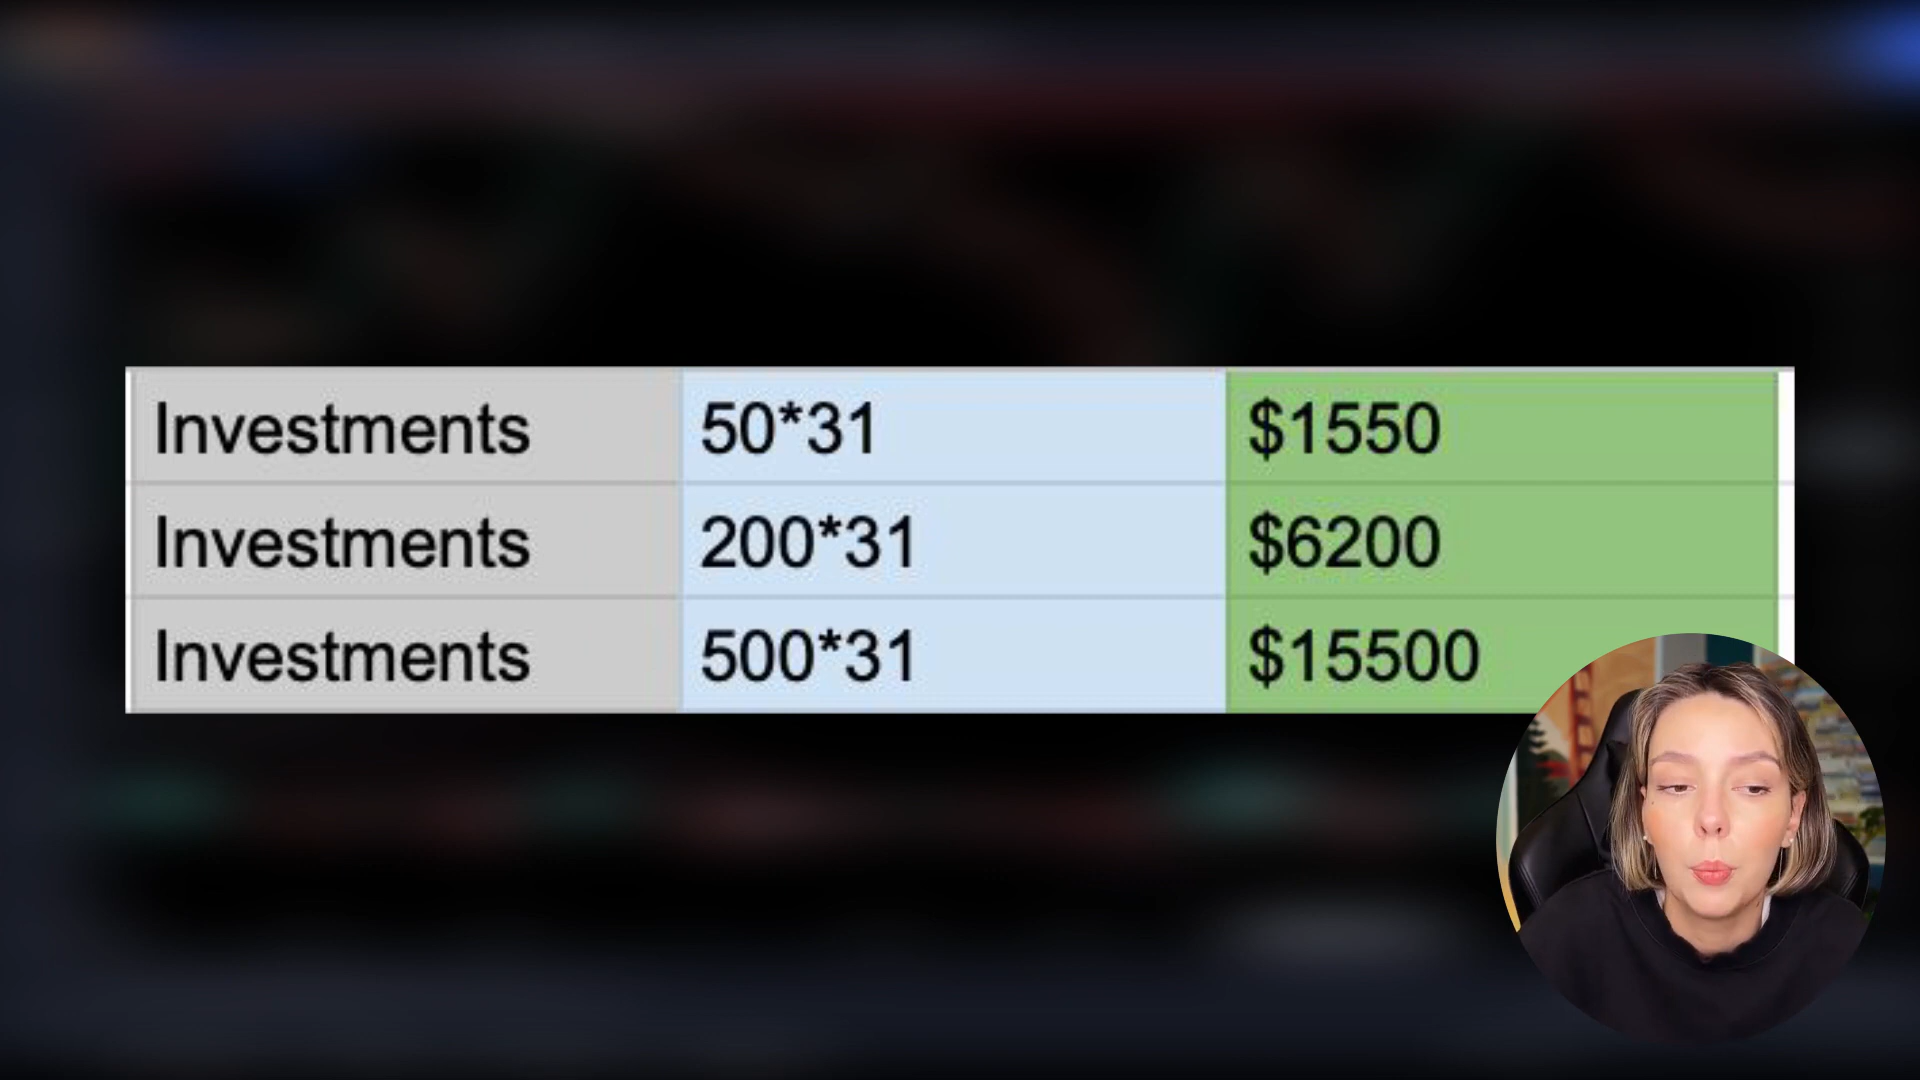 Investments 50*31 $1550
Investments 200*31 $6200
Investments 500*31 $15500